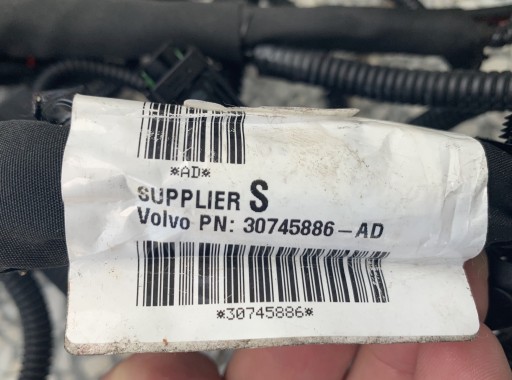 *AD*
SUPPLIER S
Volvo PN: 30745886-AD
*30745886*